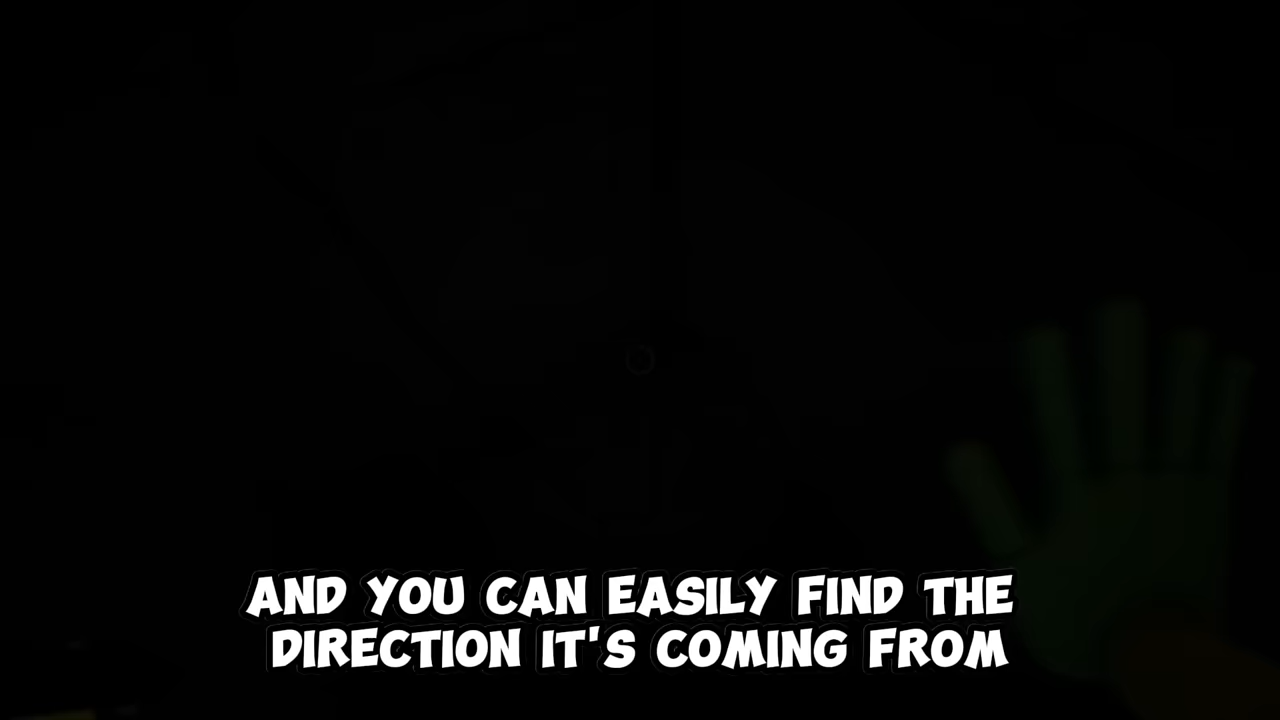 AND YOU CAN EASILY FIND THE
DIRECTION IT'S COMING FROM